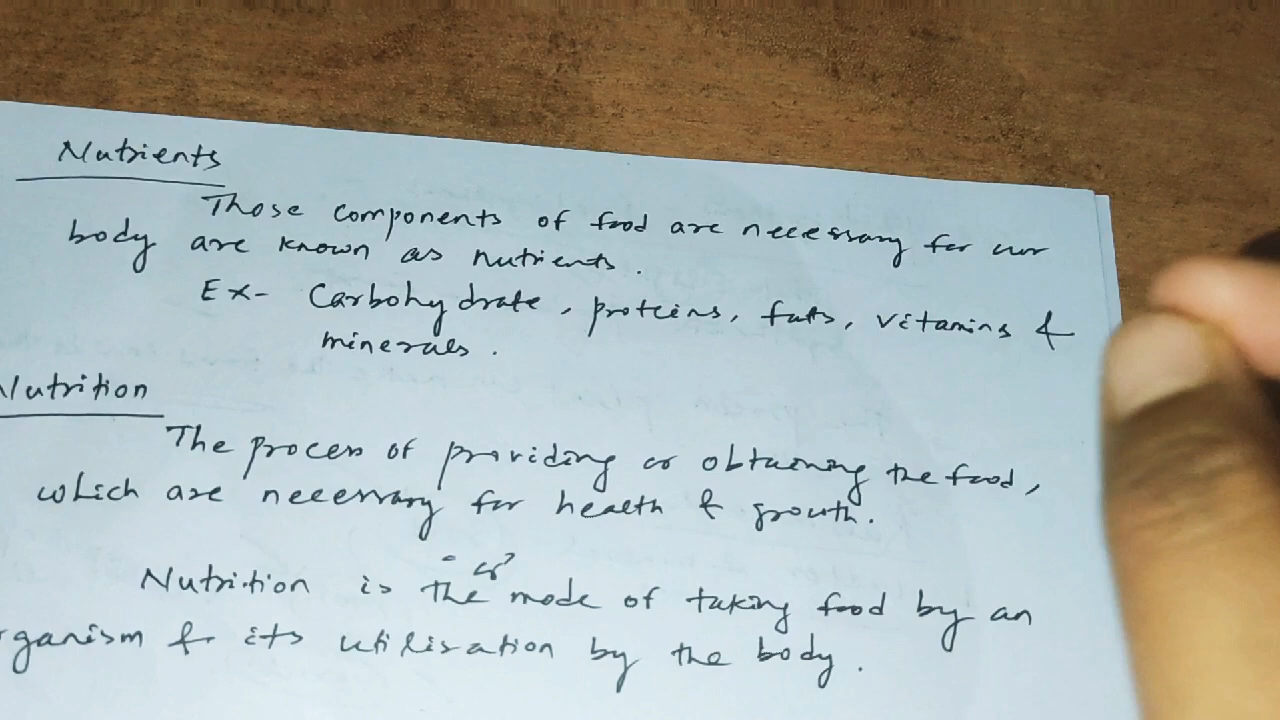 Nutrients
Those components of food are necessary for our
body are known as nutrients.
Ex- Carbohydrate, proteins, fats, vitamins &
minerals.
Nutrition
The process of providing or obtaining the food,
which are necessary for health & growth.
- or
Nutrition is the mode of taking food by an
organism & its utilisation by the body.